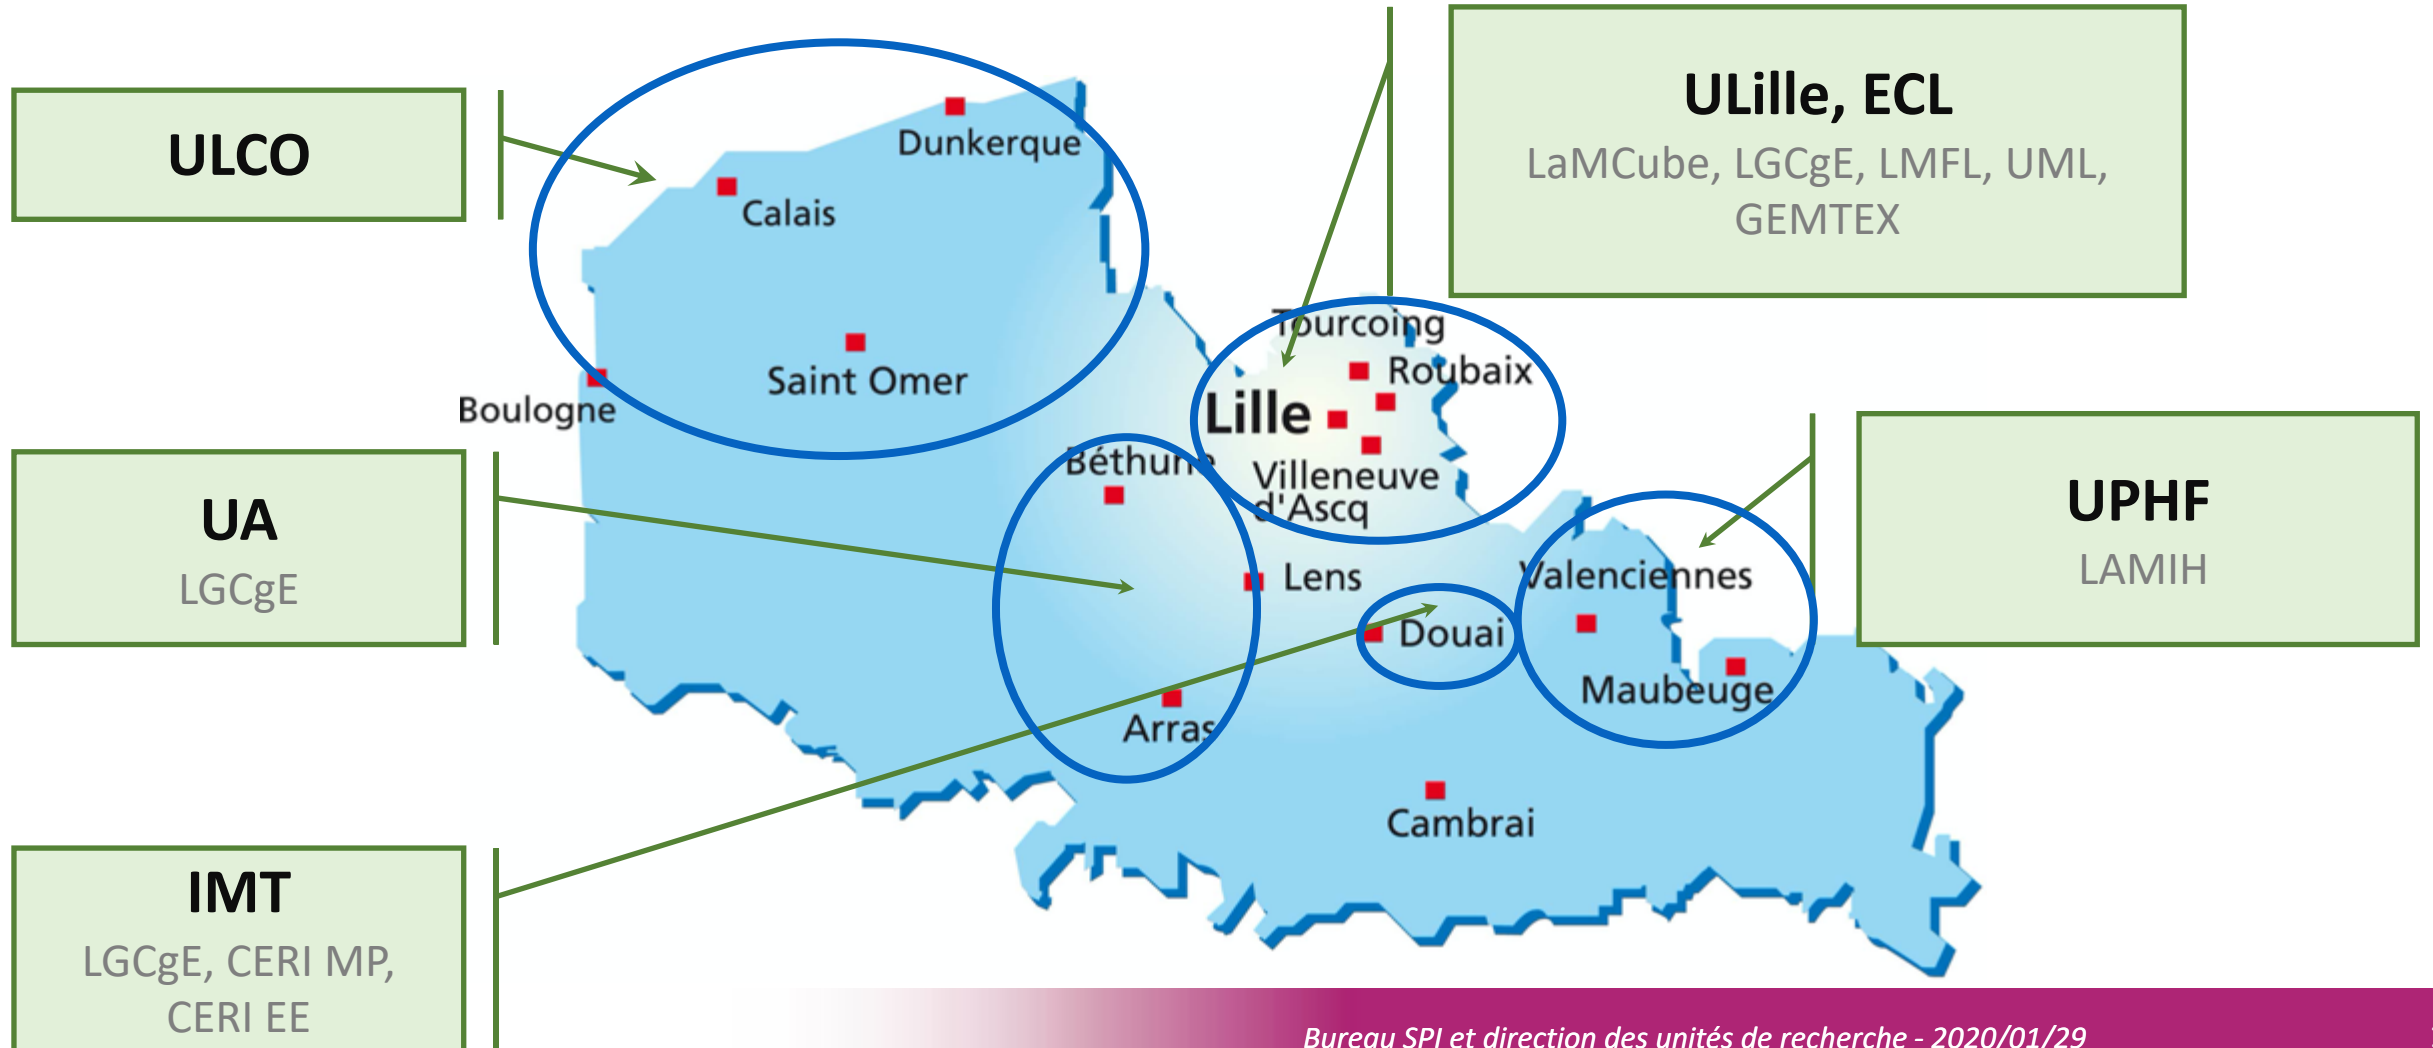 ULCO
ULille, ECL
LaMCube, LGCgE, LMFL, UML,
GEMTEX
Dunkerque
Calais
Saint Omer
Boulogne
Tourcoing
Roubaix
Lille
Villeneuve
d'Ascq
Béthune
UA
LGCgE
UPHF
LAMIH
Lens
Valenciennes
Douai
Maubeuge
Arras
Cambrai
IMT
LGCgE, CERI MP,
CERI EE
Bureau SPI et direction des unités de recherche - 2020/01/29